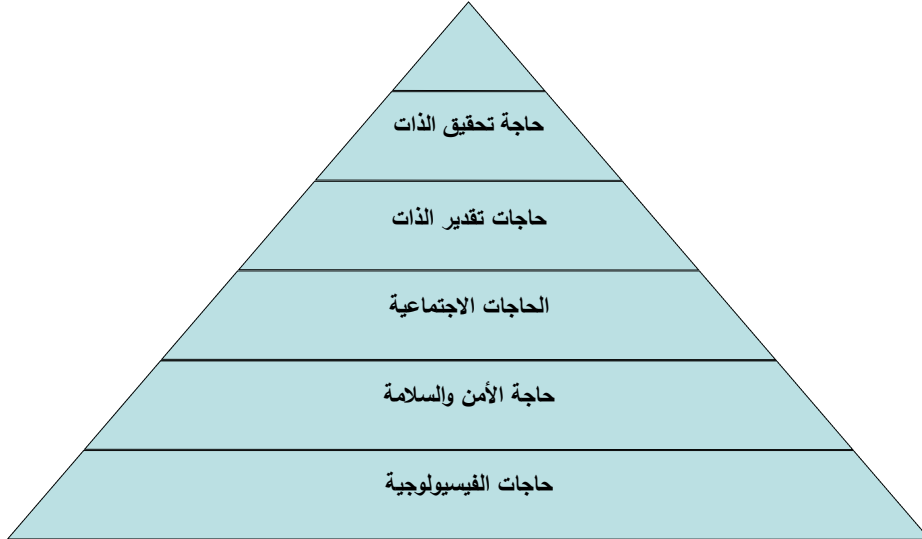 حاجة تحقيق الذات
حاجات تقدير الذات
الحاجات الاجتماعية
حاجة الأمن والسلامة
حاجات الفيسيولوجية